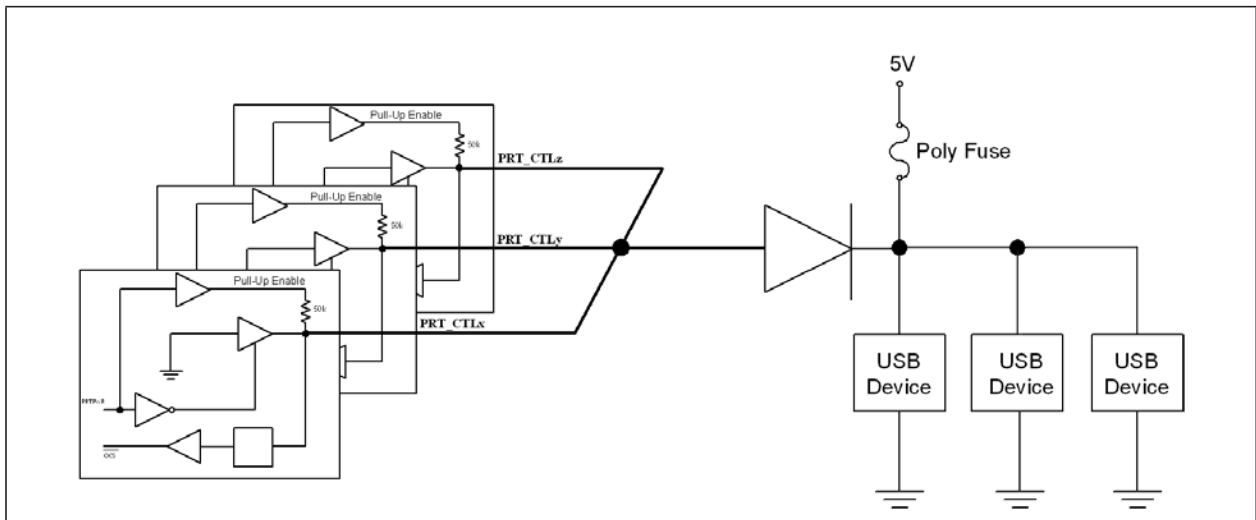 Pull-Up Enable
50k
PRT_CTLz
Pull-Up Enable
50k
PRT_CTLy
Pull-Up Enable
50k
PRT_CTLx
OCS
5V
Poly Fuse
USB
Device
USB
Device
USB
Device